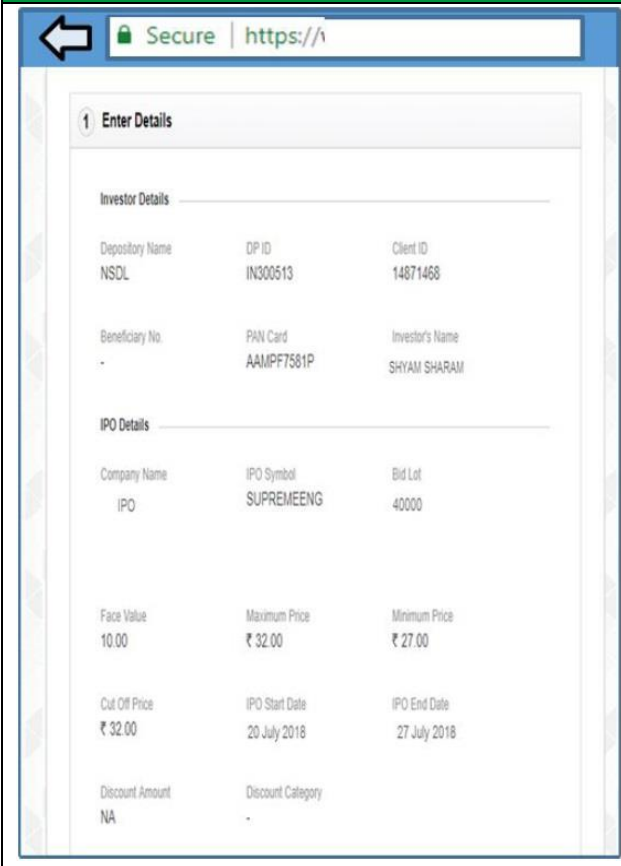 Secure | https://
1 Enter Details
Investor Details
Depository Name DP ID Client ID
NSDL IN300513 14871468
Beneficiary No. PAN Card Investor's Name
- AAMPF7581P SHYAM SHARAM
IPO Details
Company Name IPO Symbol Bid Lot
IPO SUPREMEENG 40000
Face Value Maximum Price Minimum Price
10.00 ₹ 32.00 ₹ 27.00
Cut Off Price IPO Start Date IPO End Date
₹ 32.00 20 July 2018 27 July 2018
Discount Amount Discount Category
NA -